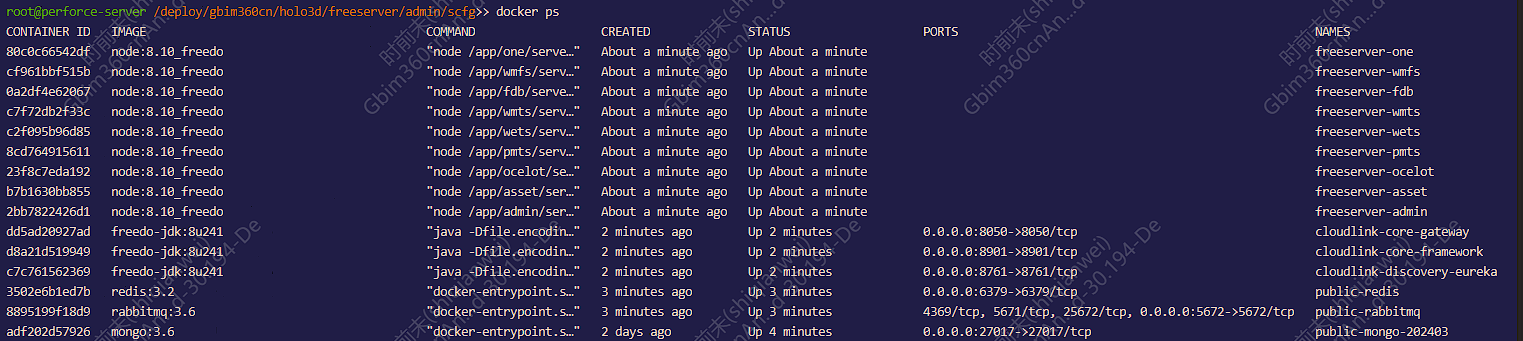 root@perforce-server /deploy/gbim360cn/holo3d/freeserver/admin/scfg>> docker ps
CONTAINER ID IMAGE COMMAND CREATED STATUS PORTS NAMES
80c0c66542df node:8.10_freedo "node /app/one/serve…" About a minute ago Up About a minute freeserver-one
cf961bbf515b node:8.10_freedo "node /app/wmfs/serv…" About a minute ago Up About a minute freeserver-wmfs
0a2df4e62067 node:8.10_freedo "node /app/fdb/serve…" About a minute ago Up About a minute freeserver-fdb
c7f72db2f33c node:8.10_freedo "node /app/wmts/serv…" About a minute ago Up About a minute freeserver-wmts
c2f095b96d85 node:8.10_freedo "node /app/wets/serv…" About a minute ago Up About a minute freeserver-wets
8cd764915611 node:8.10_freedo "node /app/pmts/serv…" About a minute ago Up About a minute freeserver-pmts
23f8c7eda192 node:8.10_freedo "node /app/ocelot/se…" About a minute ago Up About a minute freeserver-ocelot
b7b1630bb855 node:8.10_freedo "node /app/asset/ser…" About a minute ago Up About a minute freeserver-asset
2bb7822426d1 node:8.10_freedo "node /app/admin/ser…" About a minute ago Up About a minute freeserver-admin
dd5ad20927ad freedo-jdk:8u241 "java -Dfile.encodin…" 2 minutes ago Up 2 minutes 0.0.0.0:8050->8050/tcp cloudlink-core-gateway
d8a21d519949 freedo-jdk:8u241 "java -Dfile.encodin…" 2 minutes ago Up 2 minutes 0.0.0.0:8901->8901/tcp cloudlink-core-framework
c7c761562369 freedo-jdk:8u241 "java -Dfile.encodin…" 2 minutes ago Up 2 minutes 0.0.0.0:8761->8761/tcp cloudlink-discovery-eureka
3502e6b1ed7b redis:3.2 "docker-entrypoint.s…" 3 minutes ago Up 3 minutes 0.0.0.0:6379->6379/tcp public-redis
8895199f18d9 rabbitmq:3.6 "docker-entrypoint.s…" 3 minutes ago Up 3 minutes 4369/tcp, 5671/tcp, 25672/tcp, 0.0.0.0:5672->5672/tcp public-rabbitmq
adf202d57926 mongo:3.6 "docker-entrypoint.s…" 2 days ago Up 4 minutes 0.0.0.0:27017->27017/tcp public-mongo-202403